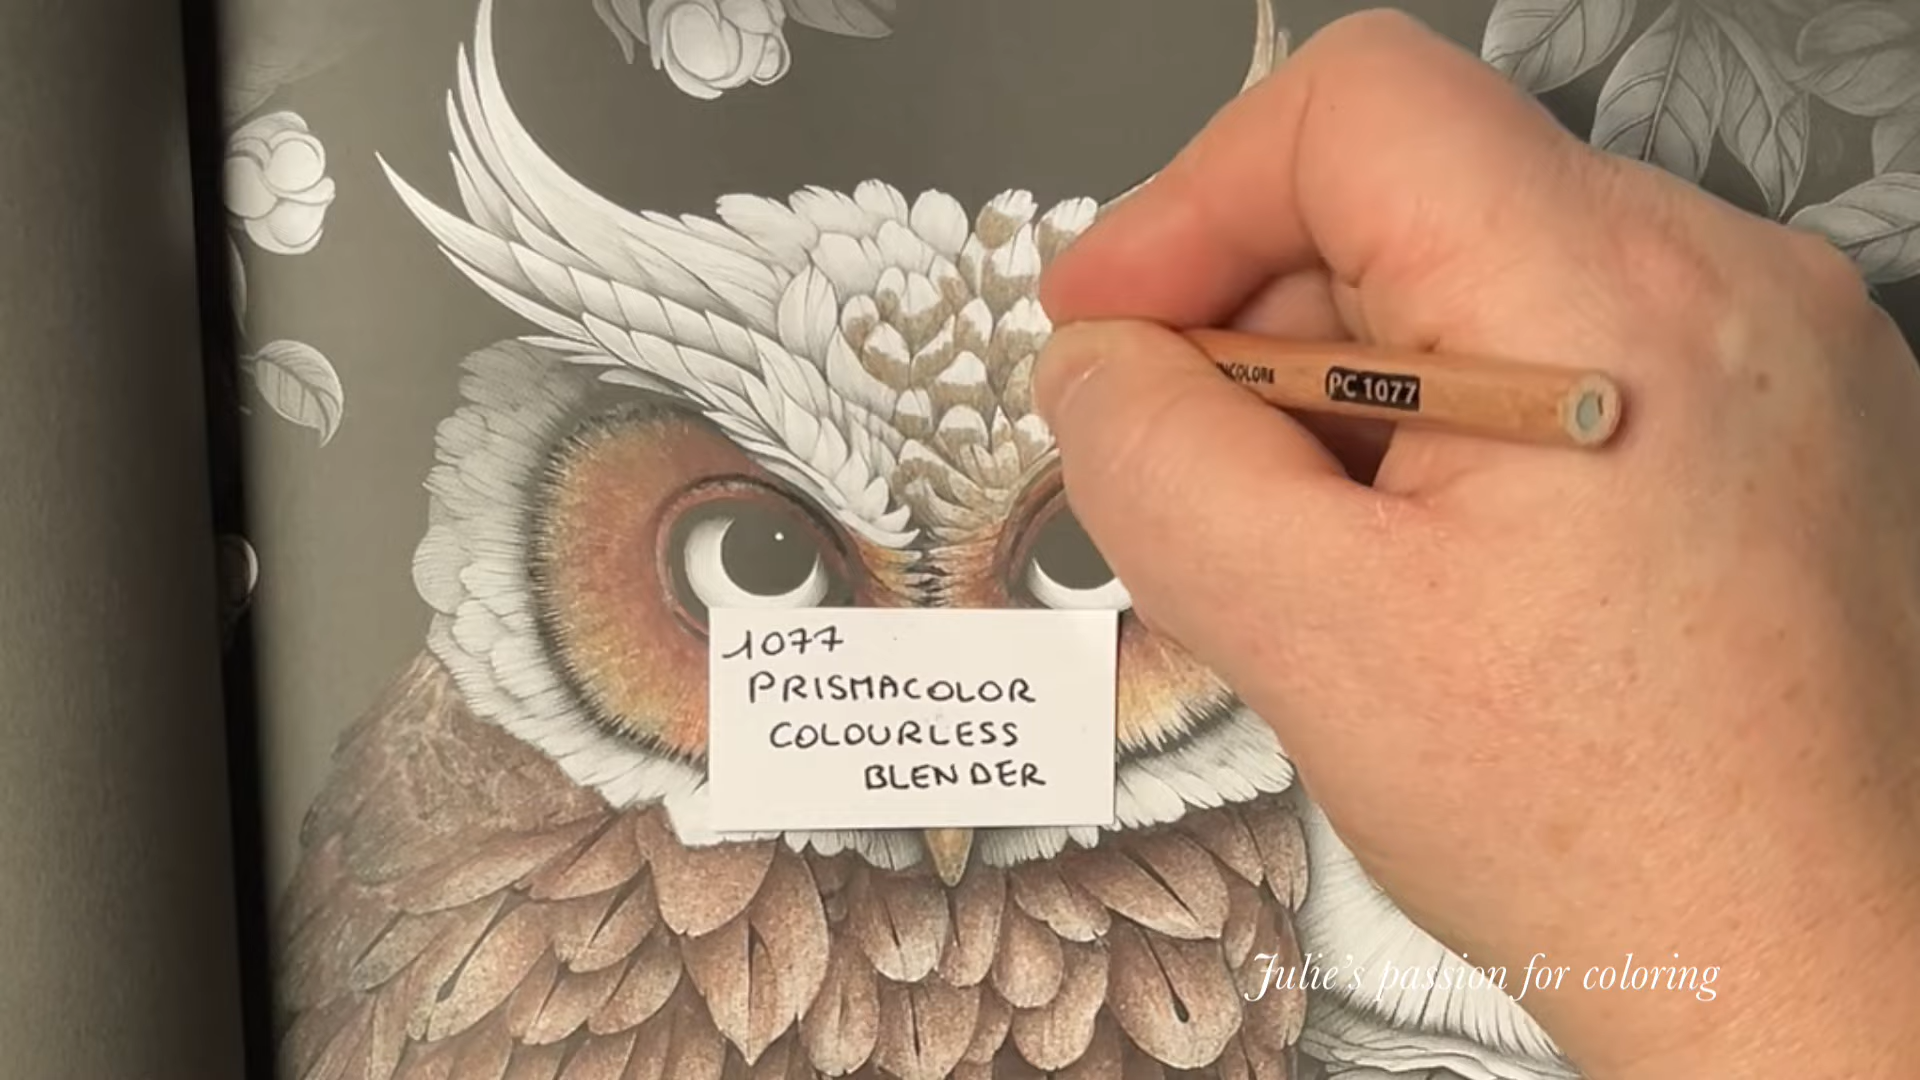 PC 1077
1077
PRISMACOLOR
COLOURLESS
BLENDER
Julie's passion for coloring